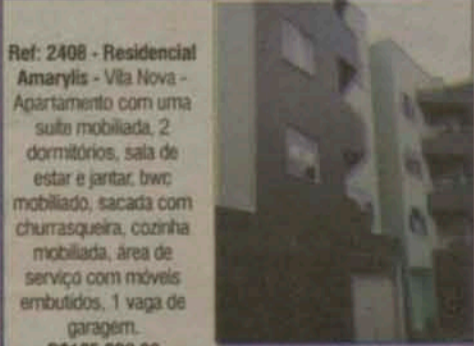 Ref: 2408 - Residencial
Amarylis - Vila Nova -
Apartamento com uma
suíte mobiliada, 2
dormitórios, sala de
estar e jantar, bwc
mobiliado, sacada com
churrasqueira, cozinha
mobiliada, área de
serviço com móveis
embutidos, 1 vaga de
garagem.